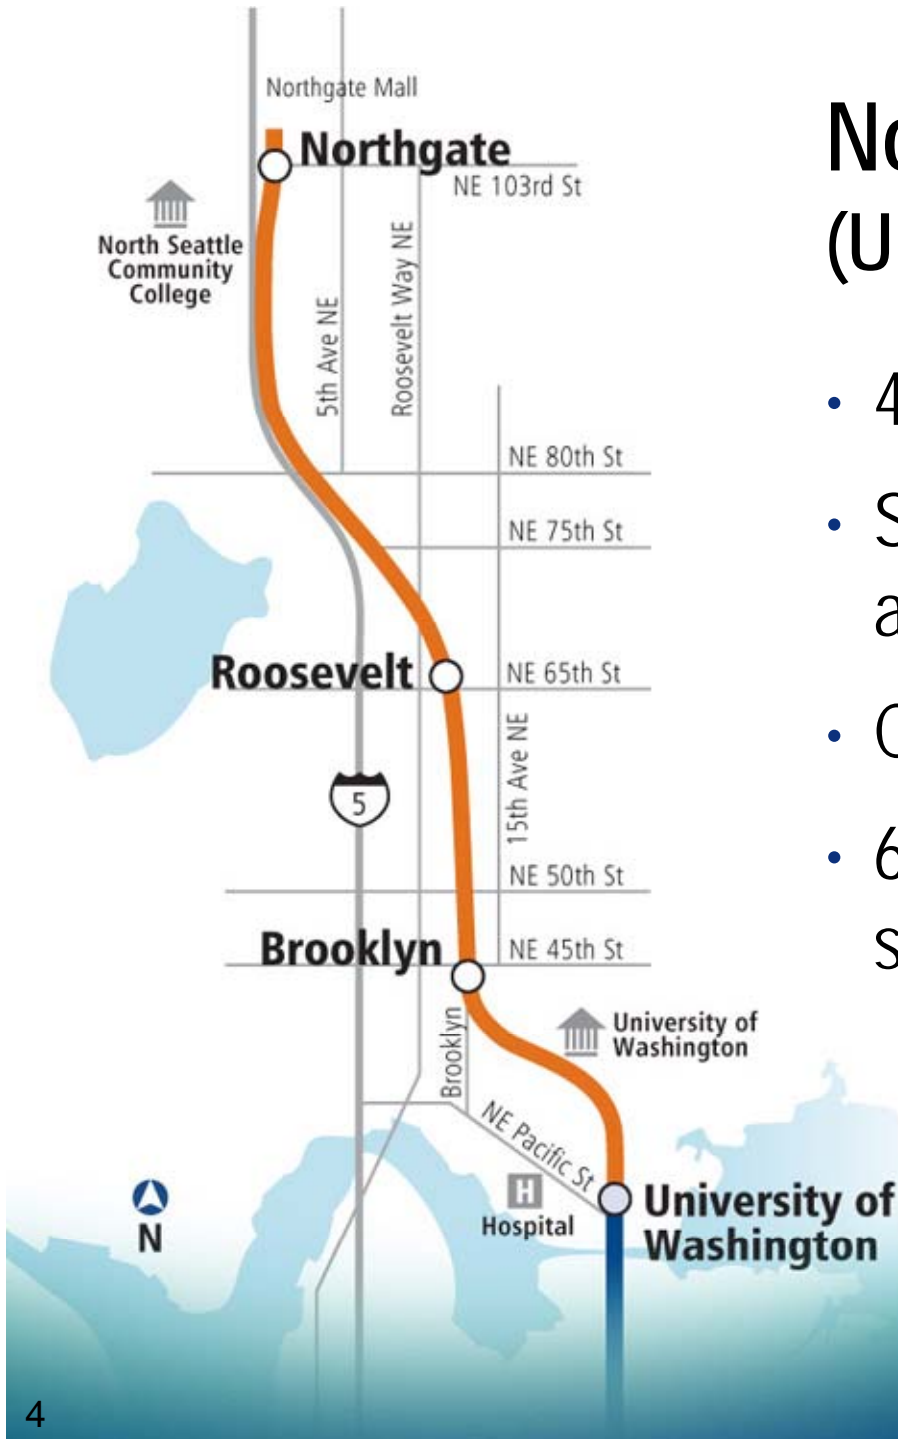 Northgate Mall
Northgate
NE 103rd St
North Seattle
Community
College
5th Ave NE
Roosevelt Way NE
NE 80th St
NE 75th St
Roosevelt
NE 65th St
15th Ave NE
5
NE 50th St
Brooklyn
NE 45th St
University of
Washington
Brooklyn
NE Pacific St
H
Hospital
University of
Washington
N
4
(U
• 4
• S
a
• 6
s